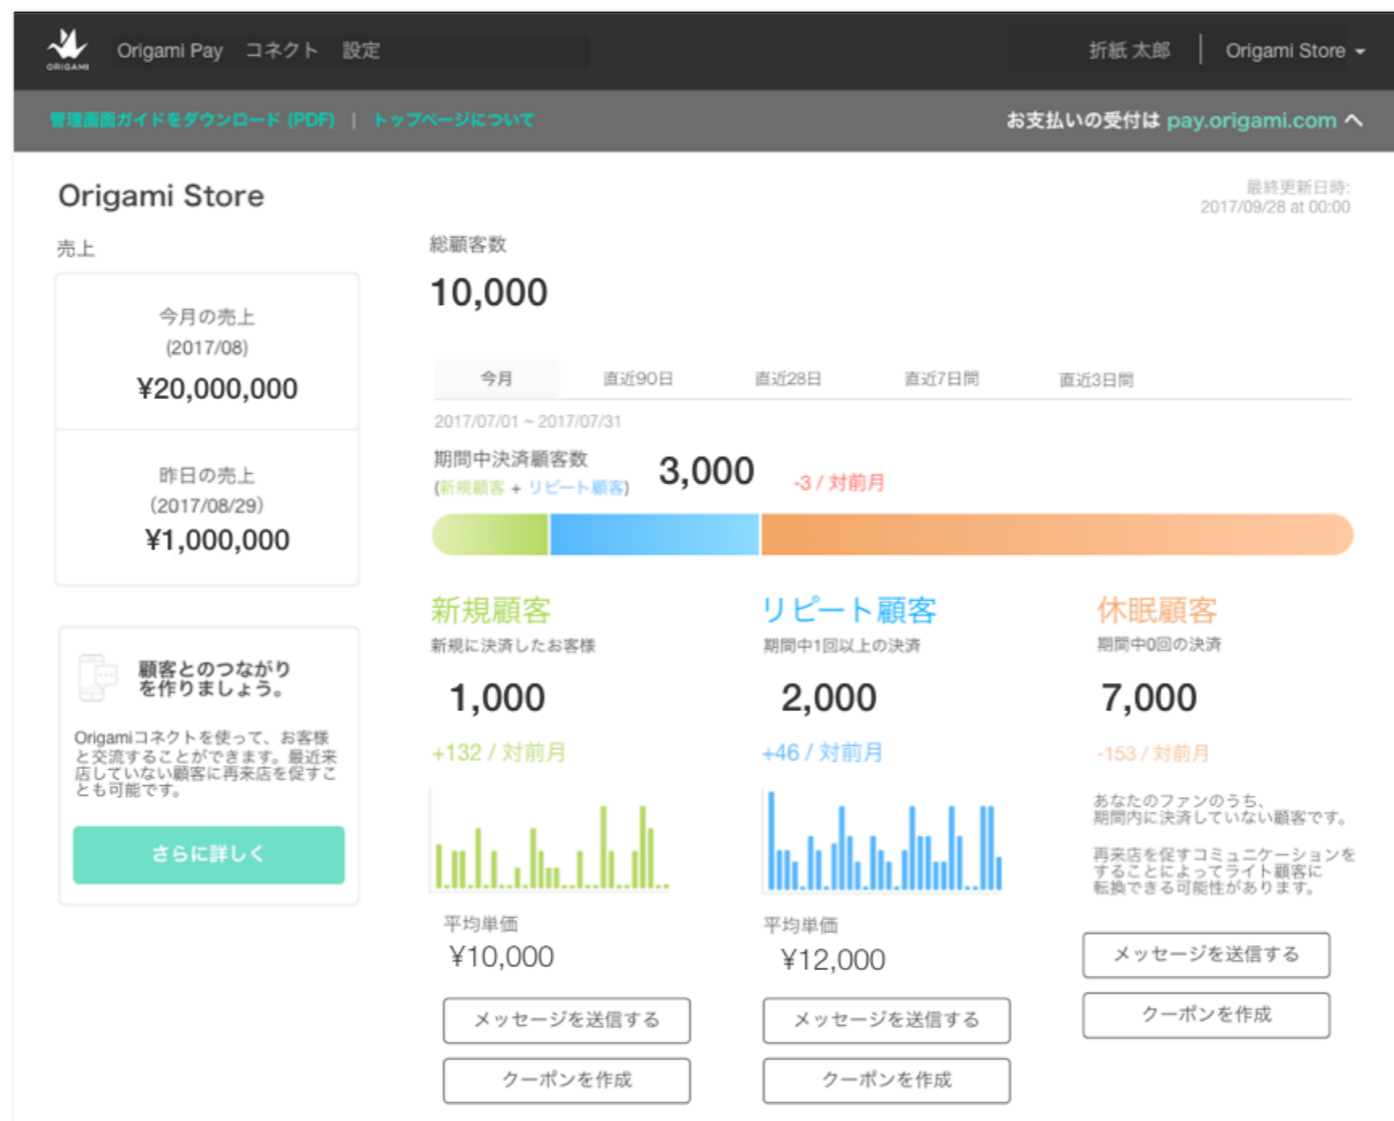 ORIGAMI
Origami Pay コネクト 設定
折紙 太郎 | Origami Store
管理画面ガイドをダウンロード (PDF) | トップページについて
お支払いの受付は pay.origami.com
Origami Store
最終更新日時:
2017/09/28 at 00:00
売上
今月の売上
(2017/08)
¥20,000,000
昨日の売上
(2017/08/29)
¥1,000,000
顧客とのつながり
を作りましょう。
Origamiコネクトを使って、お客様
と交流することができます。最近来
店していない顧客に再来店を促すこ
とも可能です。
さらに詳しく
総顧客数
10,000
今月 直近90日 直近28日 直近7日間 直近3日間
2017/07/01 ~ 2017/07/31
期間中決済顧客数
(新規顧客 + リピート顧客)
3,000
-3 / 対前月
新規顧客
新規に決済したお客様
1,000
+132 / 対前月
平均単価
¥10,000
メッセージを送信する
クーポンを作成
リピート顧客
期間中1回以上の決済
2,000
+46 / 対前月
平均単価
¥12,000
メッセージを送信する
クーポンを作成
休眠顧客
期間中0回の決済
7,000
-153 / 対前月
あなたのファンのうち、
期間内に決済していない顧客です。
再来店を促すコミュニケーションを
することによってライト顧客に
転換できる可能性があります。
メッセージを送信する
クーポンを作成